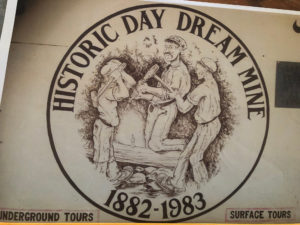 HISTORIC DAY DREAM MINE
1882-1983
UNDERGROUND TOURS
SURFACE TOURS